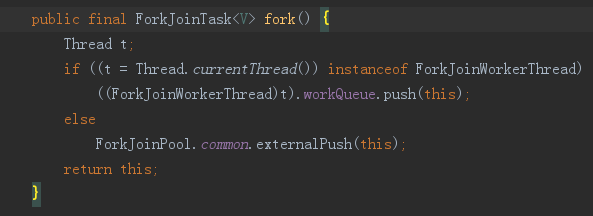 public final ForkJoinTask<V> fork() {
    Thread t;
    if ((t = Thread.currentThread()) instanceof ForkJoinWorkerThread)
        ((ForkJoinWorkerThread)t).workQueue.push(this);
    else
        ForkJoinPool.common.externalPush(this);
    return this;
}